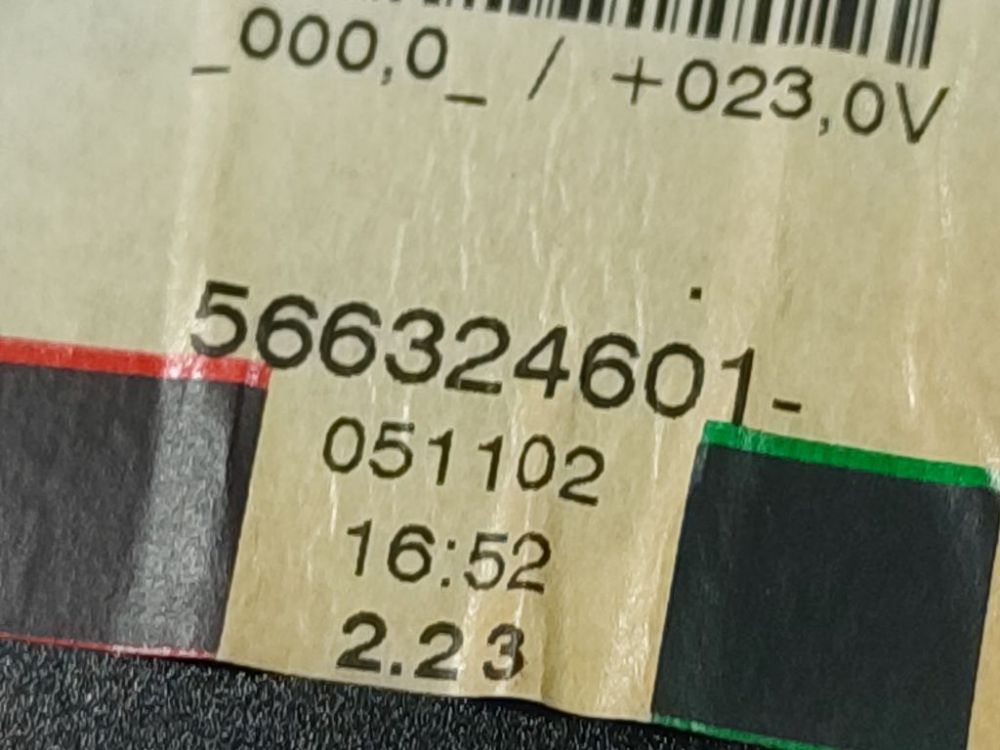 _000,0_ / +023,0V
566324601-
051102
16:52
2.23